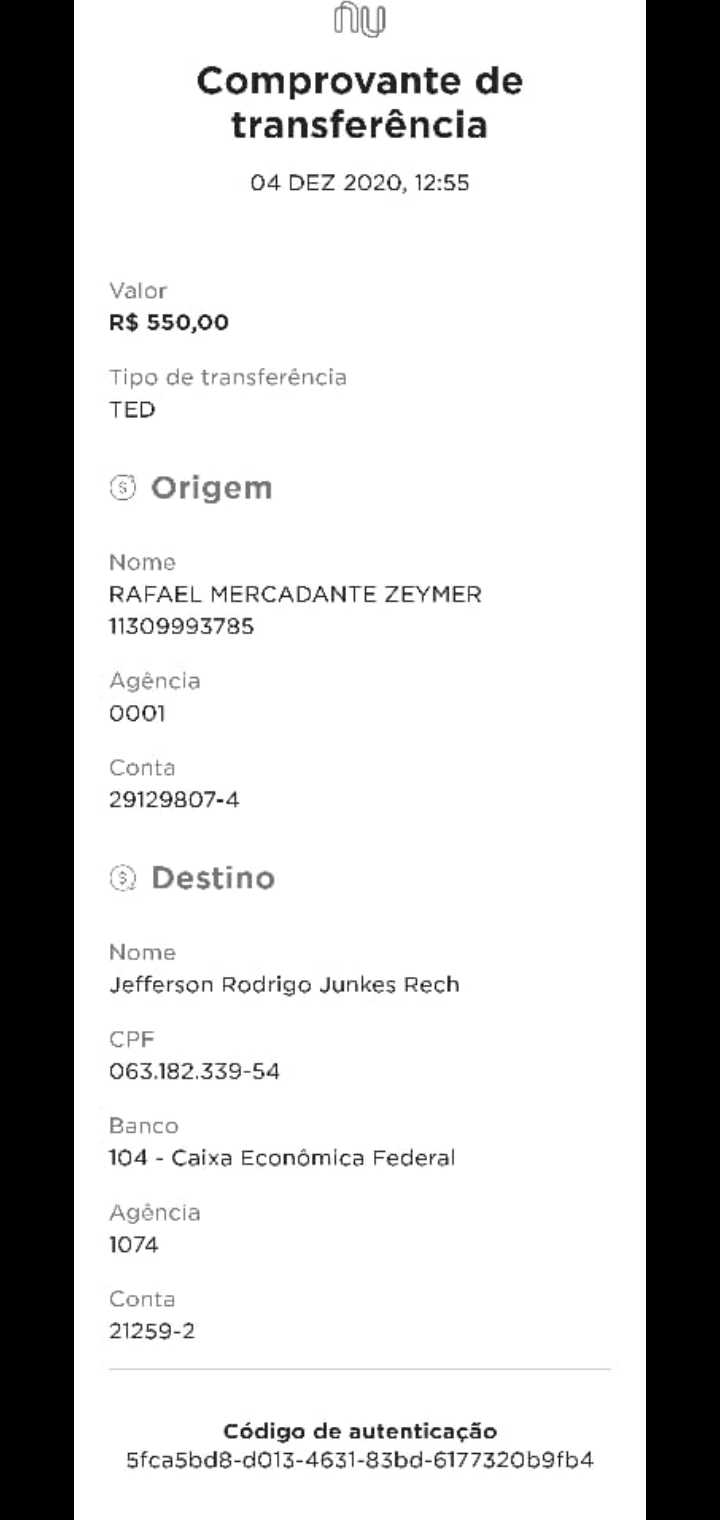 nu
Comprovante de
transferência
04 DEZ 2020, 12:55
Valor
R$ 550,00
Tipo de transferência
TED
Origem
Nome
RAFAEL MERCADANTE ZEYMER
11309993785
Agência
0001
Conta
29129807-4
Destino
Nome
Jefferson Rodrigo Junkes Rech
CPF
063.182.339-54
Banco
104 - Caixa Econômica Federal
Agência
1074
Conta
21259-2
Código de autenticação
5fca5bd8-d013-4631-83bd-6177320b9fb4